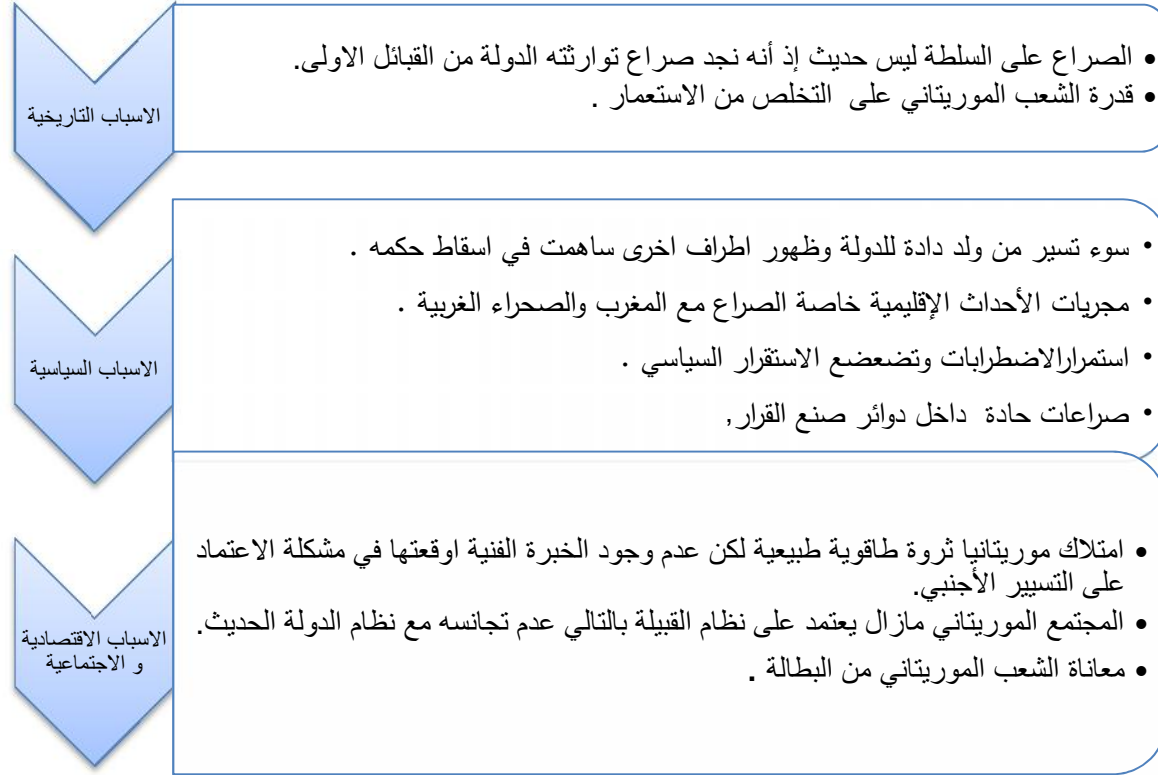 الاسباب التاريخية
• الصراع على السلطة ليس حديث إذ أنه نجد صراع توارثته الدولة من القبائل الاولى.
• قدرة الشعب الموريتاني على التخلص من الاستعمار .
الاسباب السياسية
• سوء تسير من ولد دادة للدولة وظهور اطراف اخرى ساهمت في اسقاط حكمه .
• مجريات الأحداث الإقليمية خاصة الصراع مع المغرب والصحراء الغربية .
• استمرارالاضطرابات وتضعضع الاستقرار السياسي .
• صراعات حادة داخل دوائر صنع القرار,
الاسباب الاقتصادية
و الاجتماعية
• امتلاك موريتانيا ثروة طاقوية طبيعية لكن عدم وجود الخبرة الفنية اوقعتها في مشكلة الاعتماد
على التسيير الأجنبي.
• المجتمع الموريتاني مازال يعتمد على نظام القبيلة بالتالي عدم تجانسه مع نظام الدولة الحديث.
• معاناة الشعب الموريتاني من البطالة .